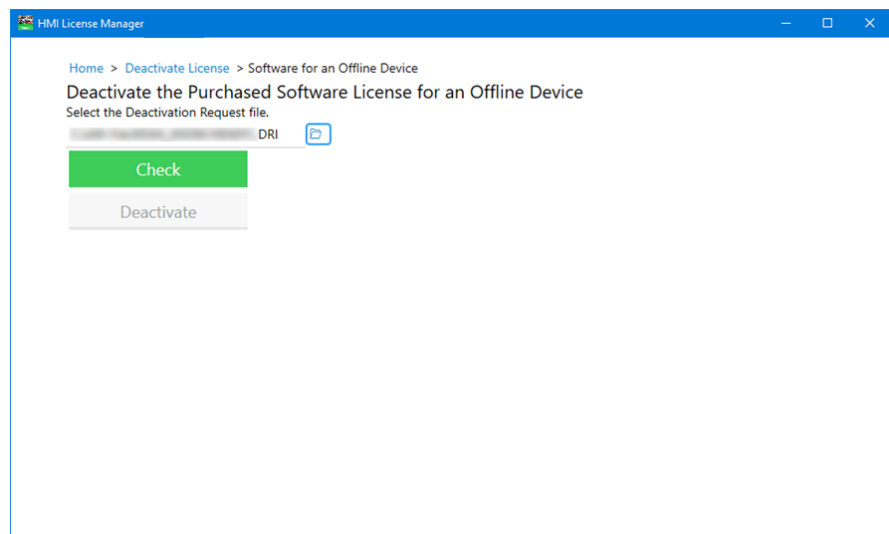 HMI License Manager
Home > Deactivate License > Software for an Offline Device
Deactivate the Purchased Software License for an Offline Device
Select the Deactivation Request file.
.DRI
Check
Deactivate